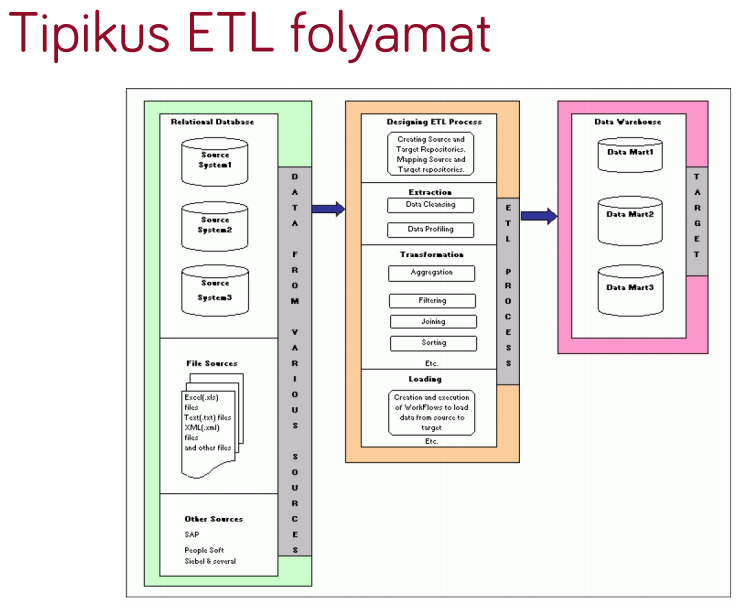 Tipikus ETL folyamat
Relational Database
Source
System1
Source
System2
Source
System3
File Sources
Excel(.xls)
files
Text(.txt) files
XML(.xml)
files
and other files
Other Sources
SAP
People Soft
Siebel & several
DATA FROM VARIOUS SOURCES
Designing ETL Process
Creating Source and
Target Repositories.
Mapping Source and
Target repositories.
Extraction
Data Cleansing
Data Profiling
Transformation
Aggregation
Filtering
Joining
Sorting
Etc.
Loading
Creation and execution
of WorkFlows to load
data from source to
target
Etc.
ETL PROCESS
Data Warehouse
Data Mart1
Data Mart2
Data Mart3
TARGET